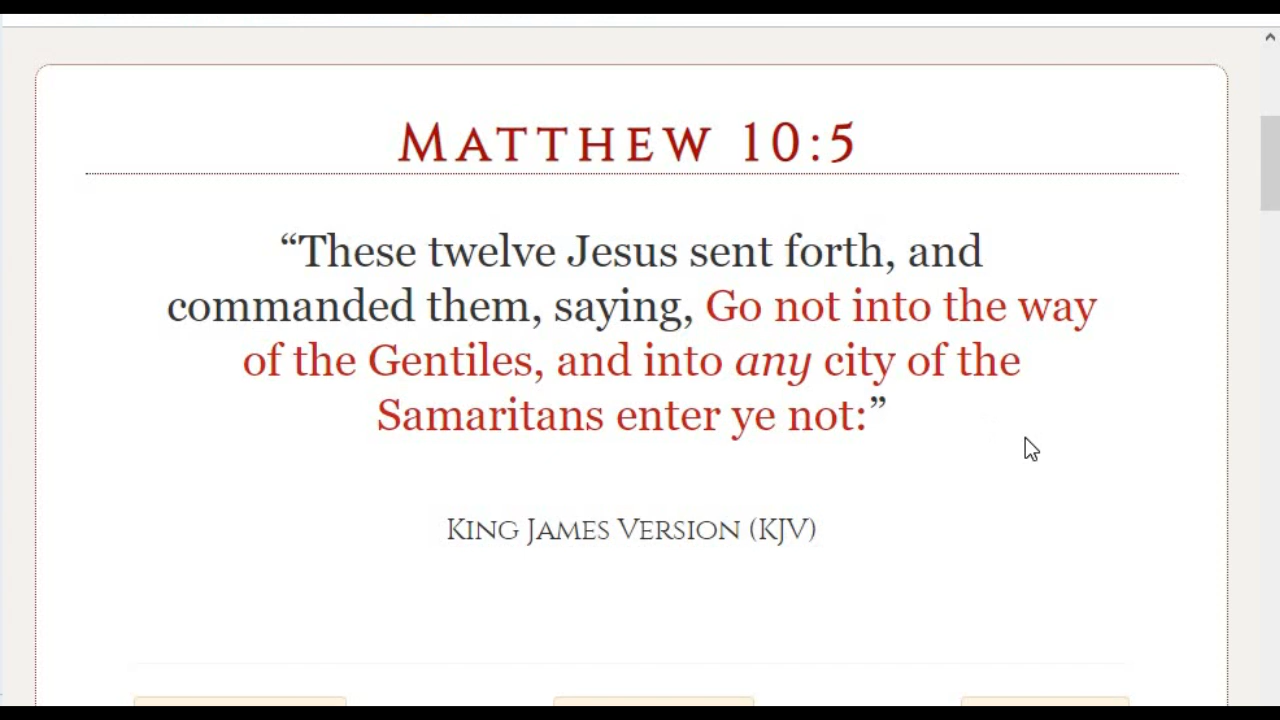 Matthew 10:5
“These twelve Jesus sent forth, and
commanded them, saying, Go not into the way
of the Gentiles, and into any city of the
Samaritans enter ye not:”
King James Version (KJV)